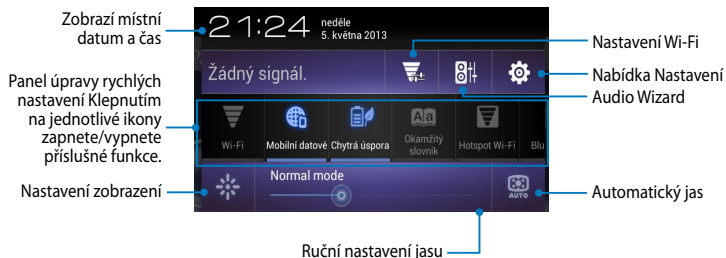 Zobrazí místní
datum a čas
21:24
neděle
5. května 2013
Nastavení Wi-Fi
Žádný signál.
Nabídka Nastavení
Audio Wizard
Panel úpravy rychlých
nastavení Klepnutím
na jednotlivé ikony
zapnete/vypnete
příslušné funkce.
Wi-Fi
Mobilní datové
Chytrá úspora
Okamžitý
slovník
Hotspot Wi-Fi
Blu
Nastavení zobrazení
Normal mode
AUTO
Automatický jas
Ruční nastavení jasu